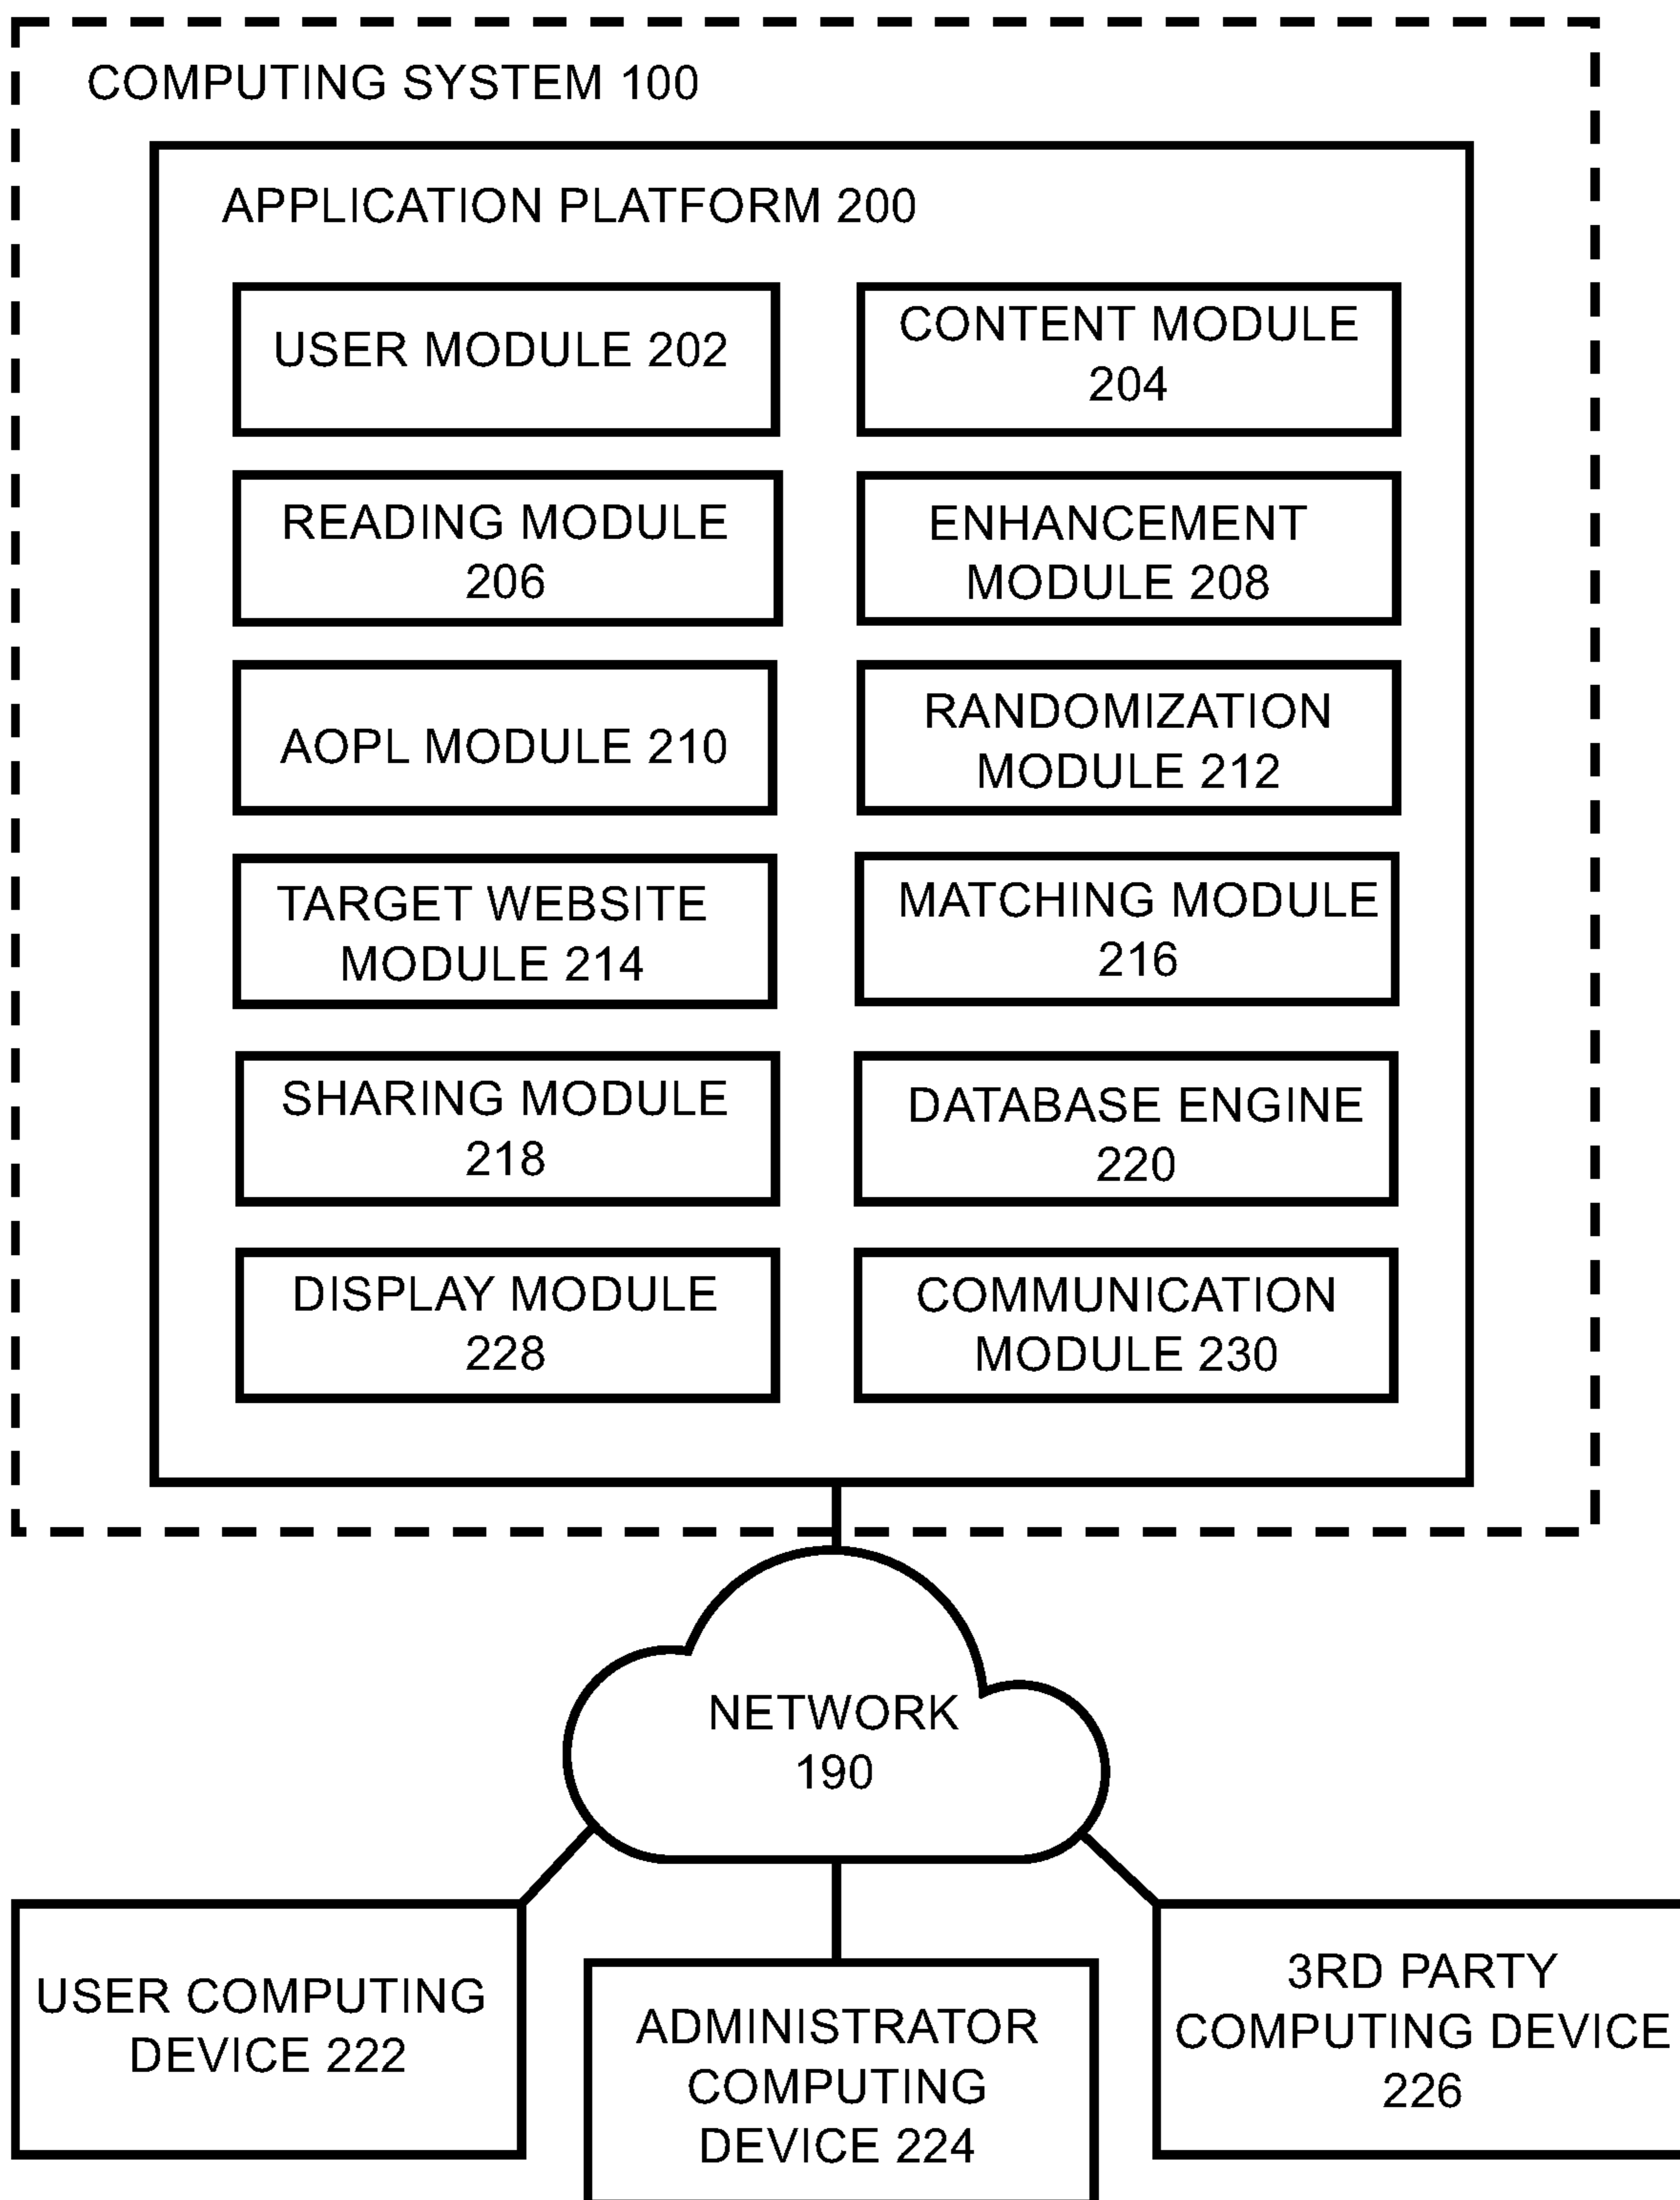 COMPUTING SYSTEM 100
APPLICATION PLATFORM 200
USER MODULE 202
CONTENT MODULE
204
READING MODULE
206
ENHANCEMENT
MODULE 208
AOPL MODULE 210
RANDOMIZATION
MODULE 212
TARGET WEBSITE
MODULE 214
MATCHING MODULE
216
SHARING MODULE
218
DATABASE ENGINE
220
DISPLAY MODULE
228
COMMUNICATION
MODULE 230
NETWORK
190
USER COMPUTING
DEVICE 222
ADMINISTRATOR
COMPUTING
DEVICE 224
3RD PARTY
COMPUTING DEVICE
226